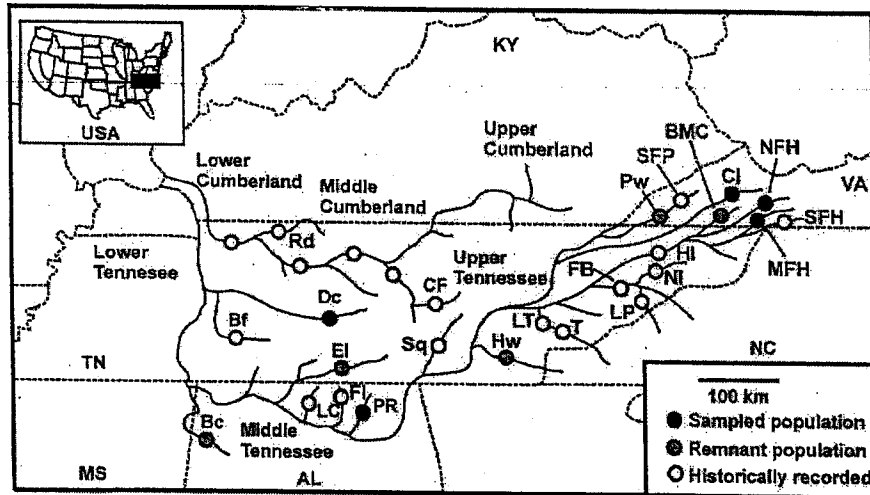 KY
USA
Upper
Cumberland
BMC
SFP
NFH
Lower
Cumberland
Middle
Cumberland
Pw
Cl
VA
SFH
Rd
Lower
Tennesee
Upper
Tennessee
HI
MFH
FB
NI
CF
Dc
LP
Bf
LT
T
Sq
Hw
El
NC
TN
Fl
PR
LC
Bc
Middle
Tennessee
MS
AL
100 km
Sampled population
Remnant population
Historically recorded